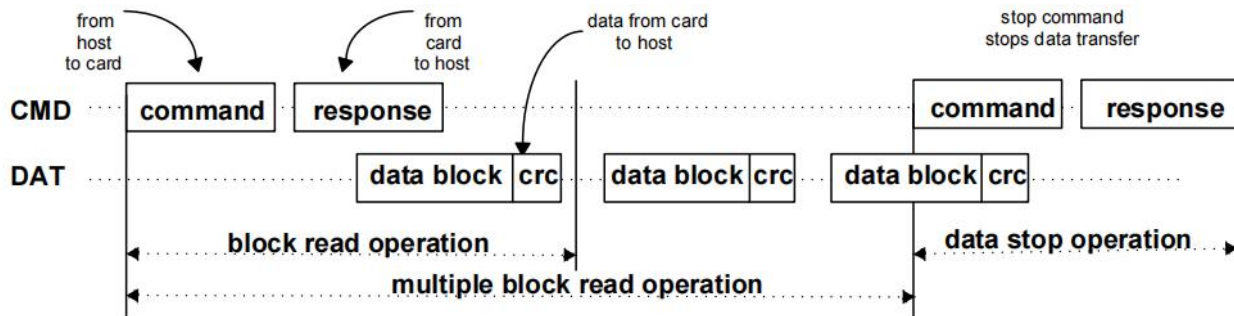 from
host
to card
from
card
to host
data from card
to host
stop command
stops data transfer
CMD command response command response
DAT data block crc data block crc data block crc
block read operation data stop operation
multiple block read operation